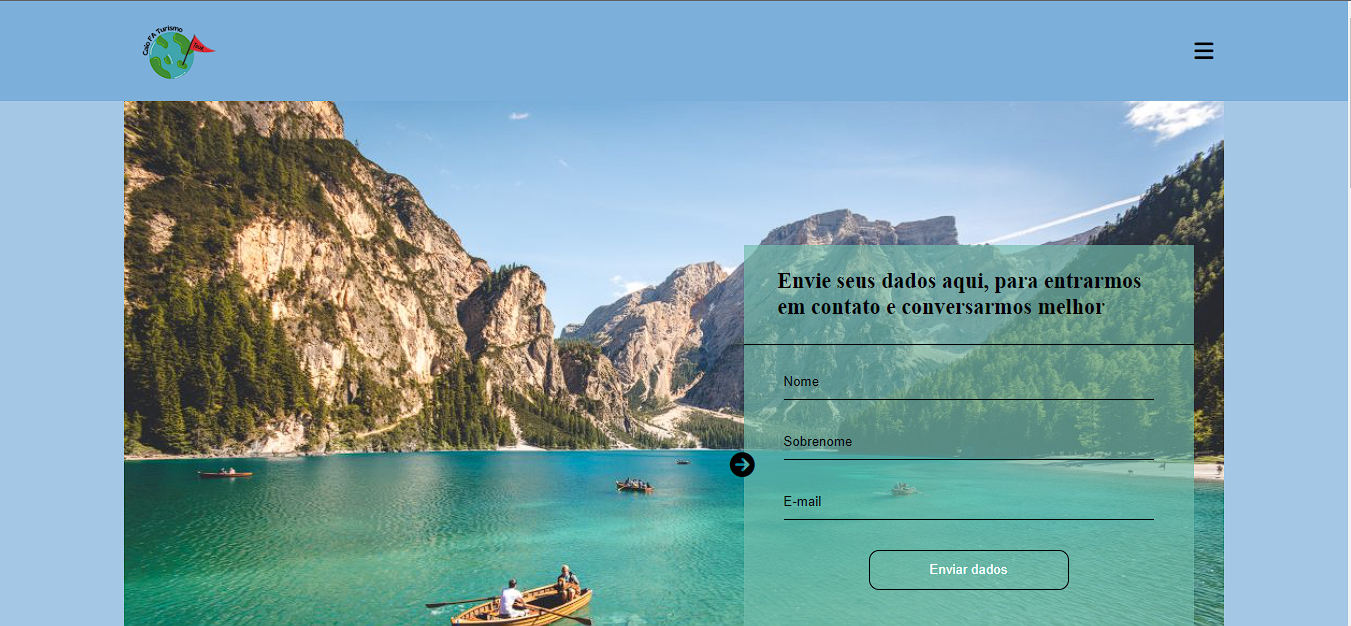 Caio FA Turismo
Envie seus dados aqui, para entrarmos
em contato e conversarmos melhor
Nome
Sobrenome
E-mail
Enviar dados